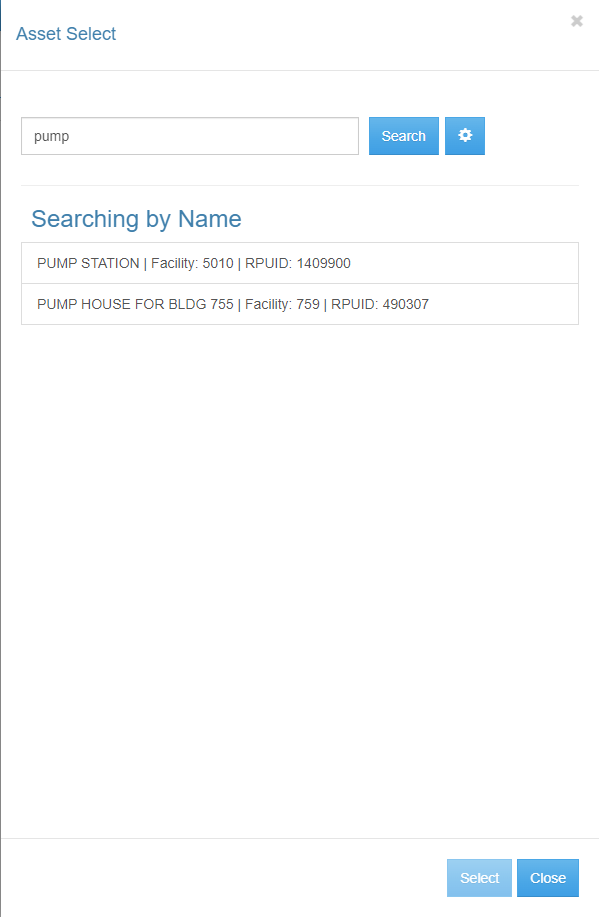 Asset Select
pump
Search
Searching by Name
PUMP STATION | Facility: 5010 | RPUID: 1409900
PUMP HOUSE FOR BLDG 755 | Facility: 759 | RPUID: 490307
Select
Close